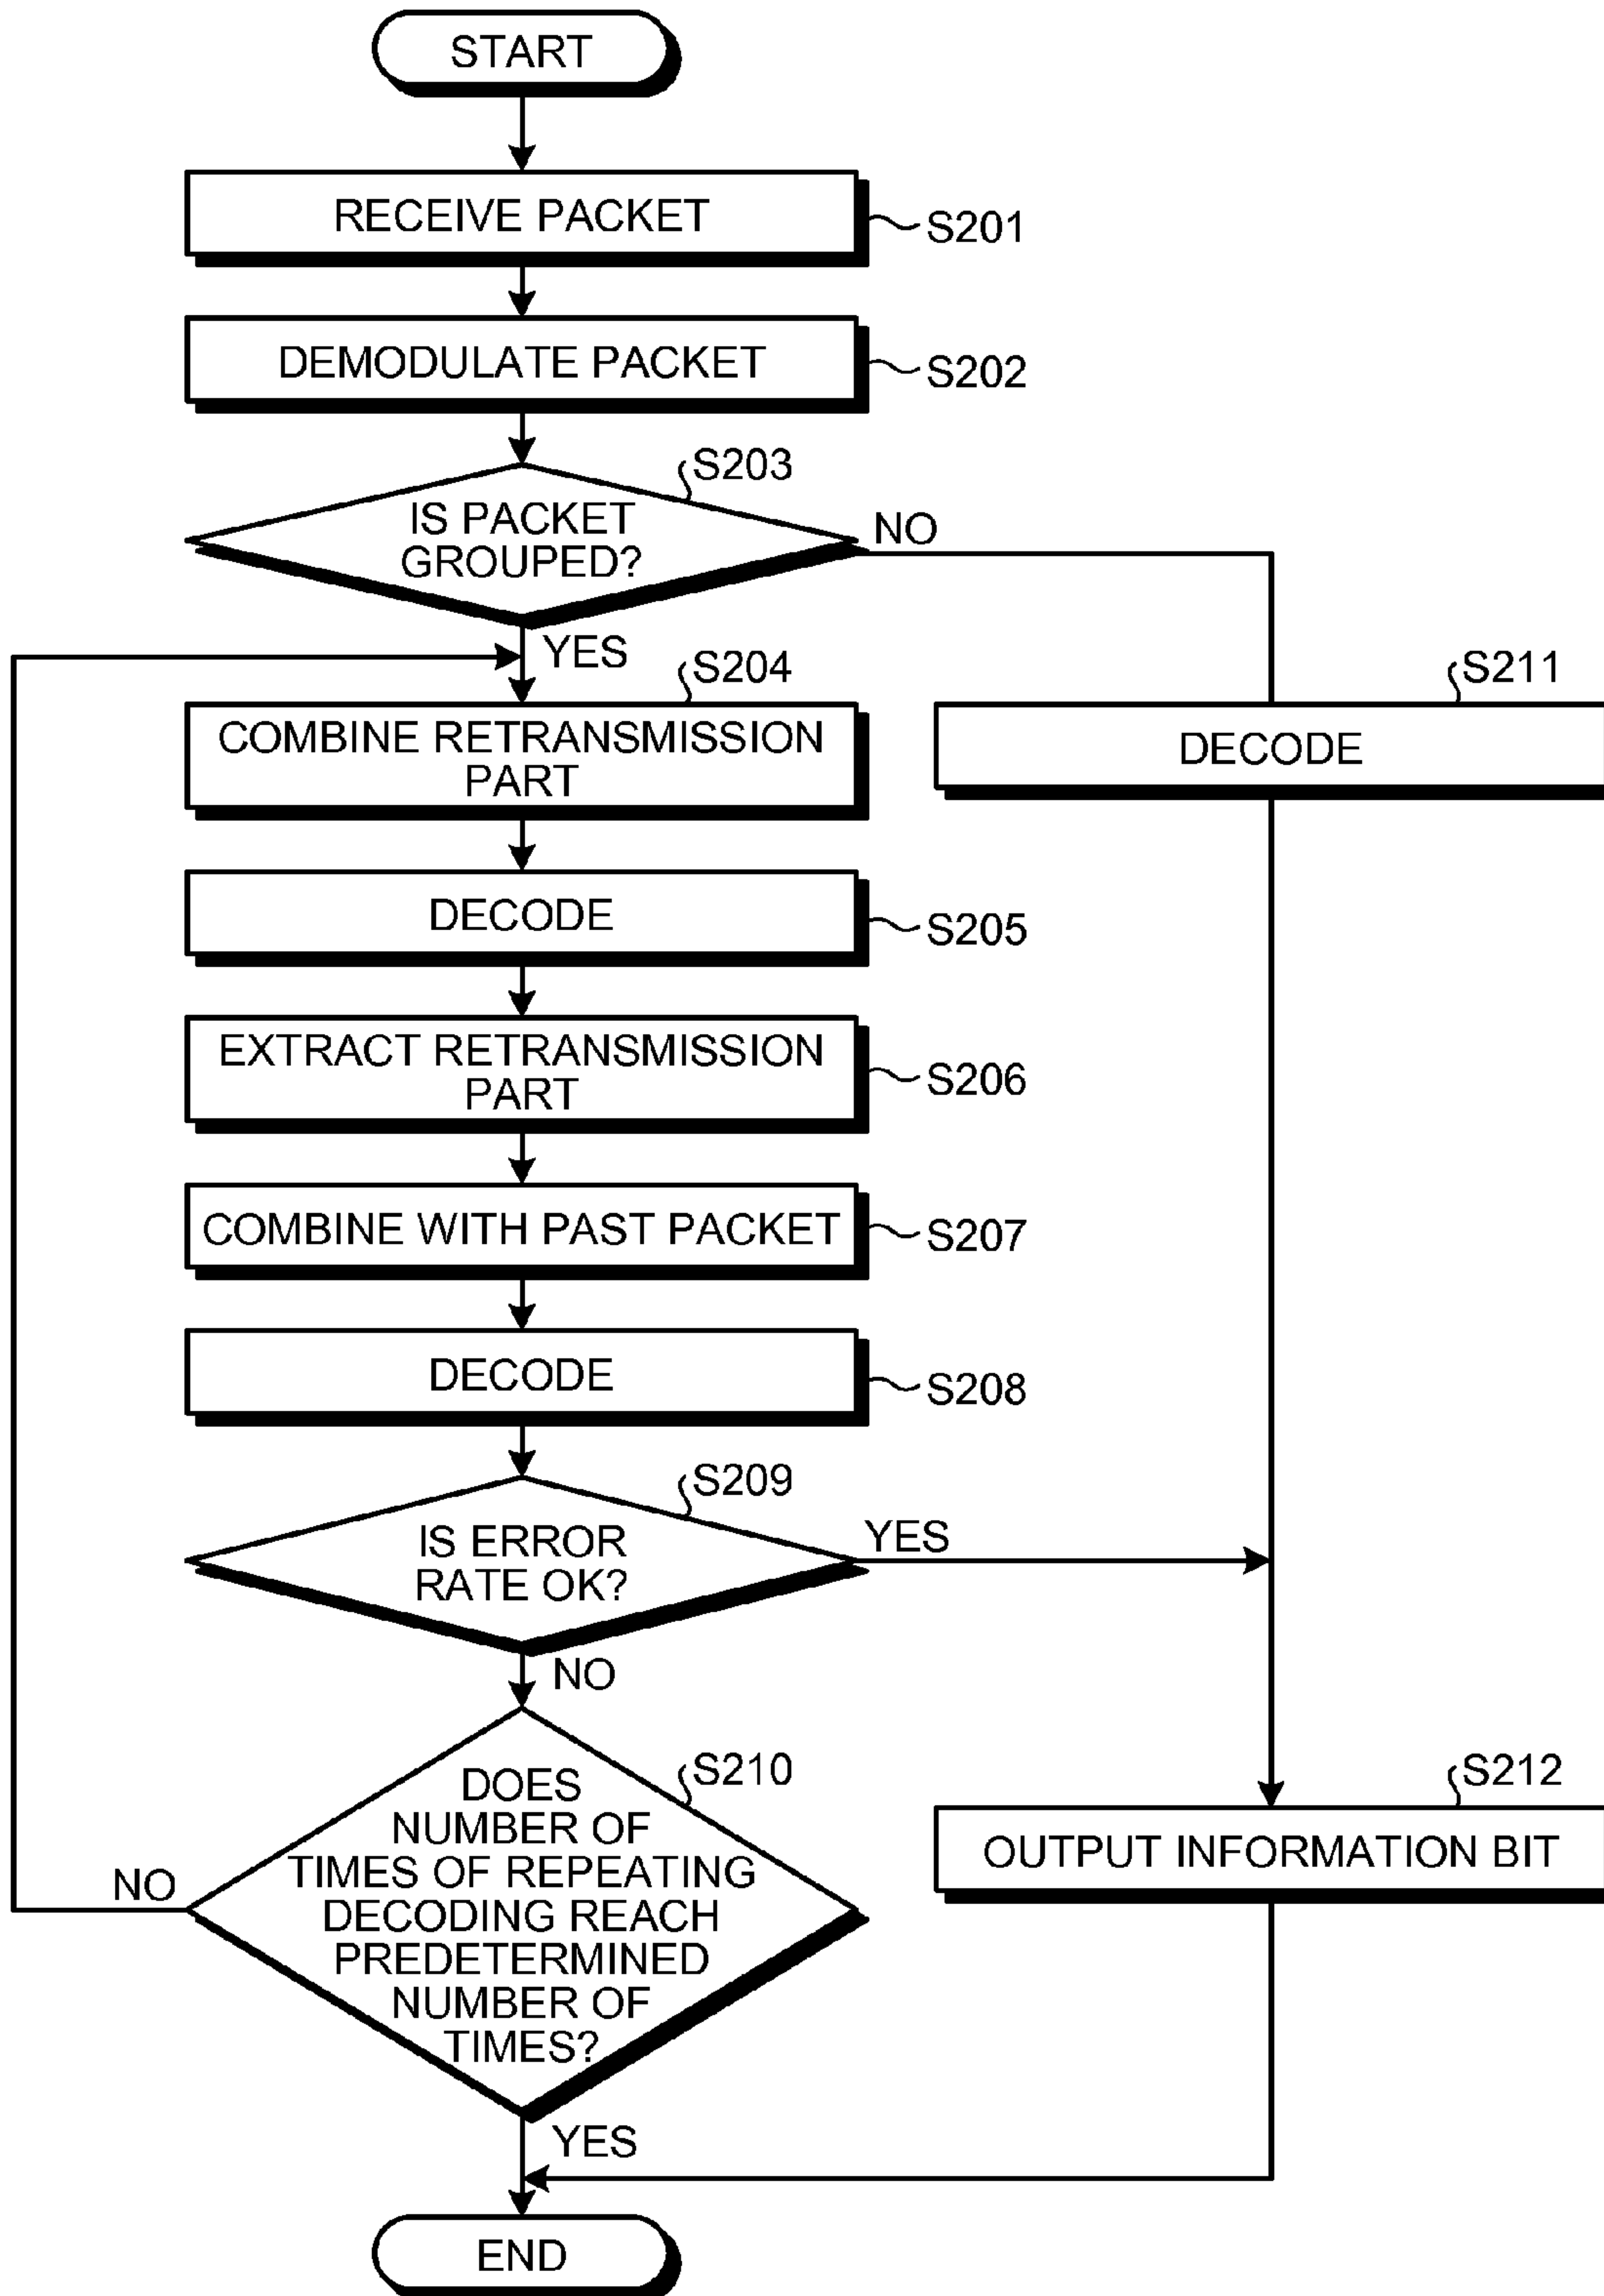 START
RECEIVE PACKET
S201
DEMODULATE PACKET
S202
S203
IS PACKET
GROUPED?
NO
YES
S204
COMBINE RETRANSMISSION
PART
S211
DECODE
DECODE
S205
EXTRACT RETRANSMISSION
PART
S206
COMBINE WITH PAST PACKET
S207
DECODE
S208
S209
IS ERROR
RATE OK?
YES
NO
S210
DOES
NUMBER OF
TIMES OF REPEATING
DECODING REACH
PREDETERMINED
NUMBER OF
TIMES?
NO
S212
OUTPUT INFORMATION BIT
YES
END